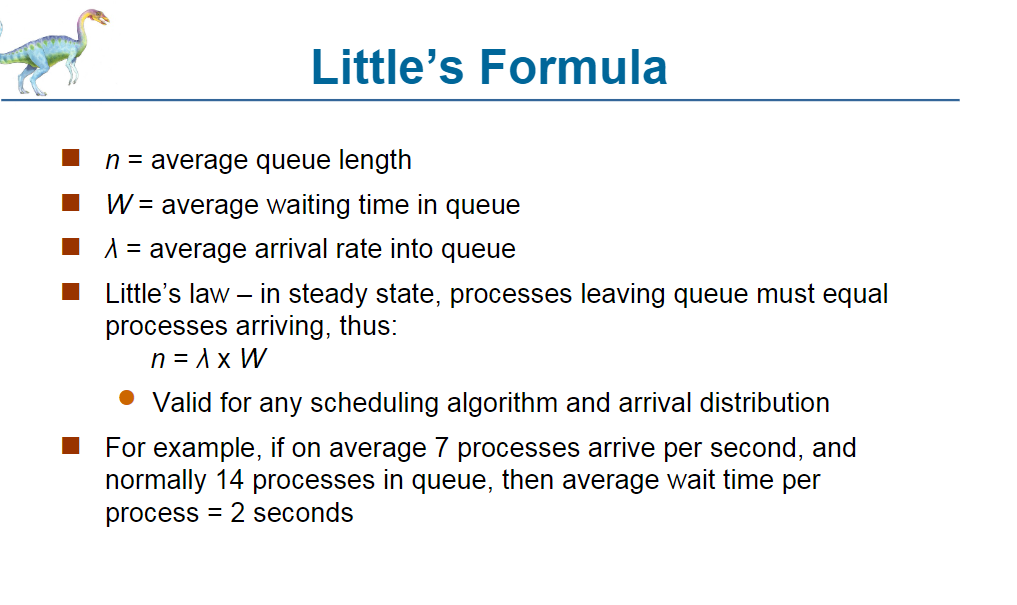 Little's Formula
n = average queue length
W = average waiting time in queue
λ = average arrival rate into queue
Little's law – in steady state, processes leaving queue must equal
processes arriving, thus:
n = λ x W
Valid for any scheduling algorithm and arrival distribution
For example, if on average 7 processes arrive per second, and
normally 14 processes in queue, then average wait time per
process = 2 seconds